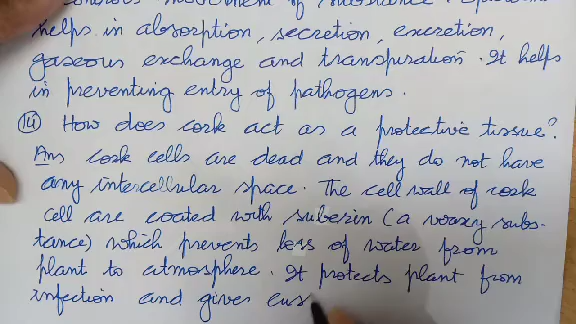 helps in absorption, secretion, excretion,
gaseous exchange and transpiration. It helps
in preventing entry of pathogens.
(14) How does cork act as a protective tissue?
Ans Cork cells are dead and they do not have
any intercellular space. The cell wall of cork
cell are coated with suberin (a waxy subs-
tance) which prevents loss of water from
plant to atmosphere. It protects plant from
infection and gives cus